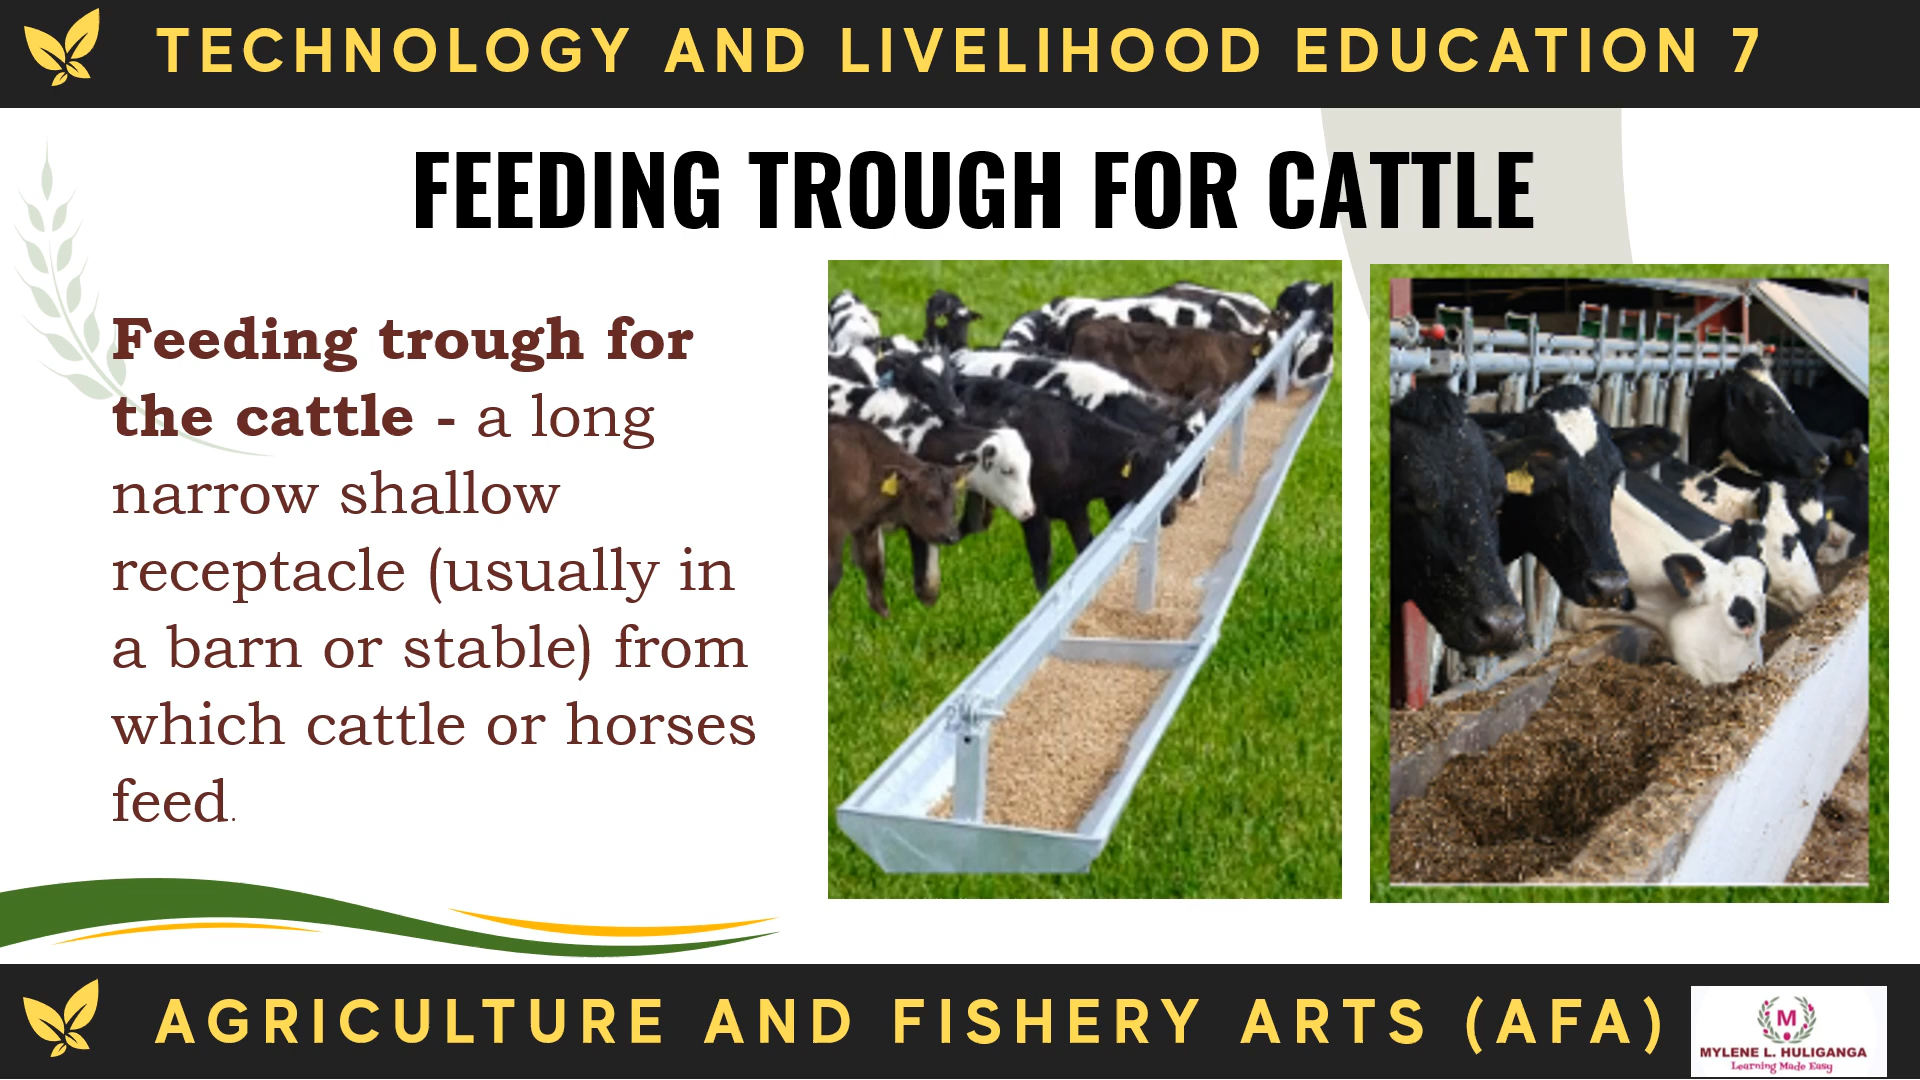 TECHNOLOGY AND LIVELIHOOD EDUCATION 7
FEEDING TROUGH FOR CATTLE
Feeding trough for
the cattle - a long
narrow shallow
receptacle (usually in
a barn or stable) from
which cattle or horses
feed.
AGRICULTURE AND FISHERY ARTS (AFA)
M
MYLENE L. HULIGANGA
Learning Made Easy